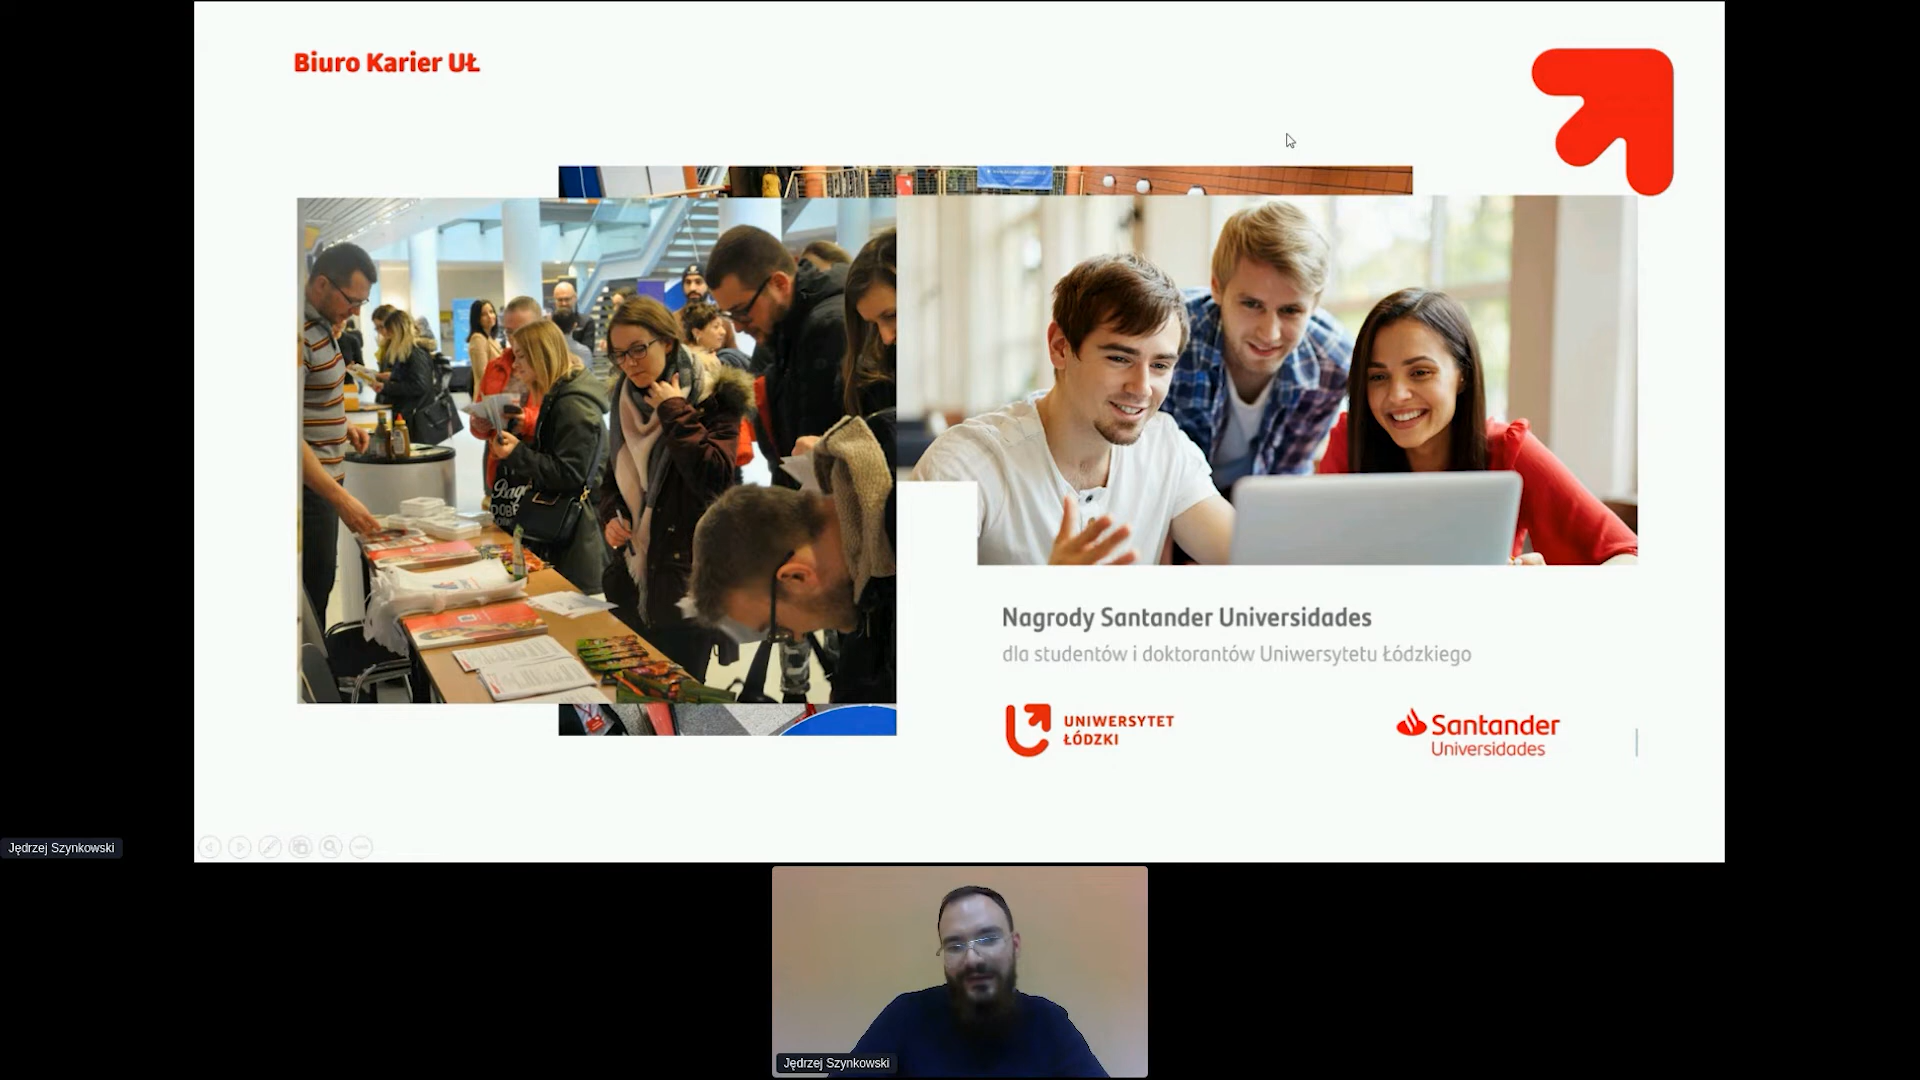 Biuro Karier UŁ
Nagrody Santander Universidades
dla studentów i doktorantów Uniwersytetu Łódzkiego
UNIWERSYTET
ŁÓDZKI
Santander
Universidades
Jędrzej Szynkowski
Jędrzej Szynkowski